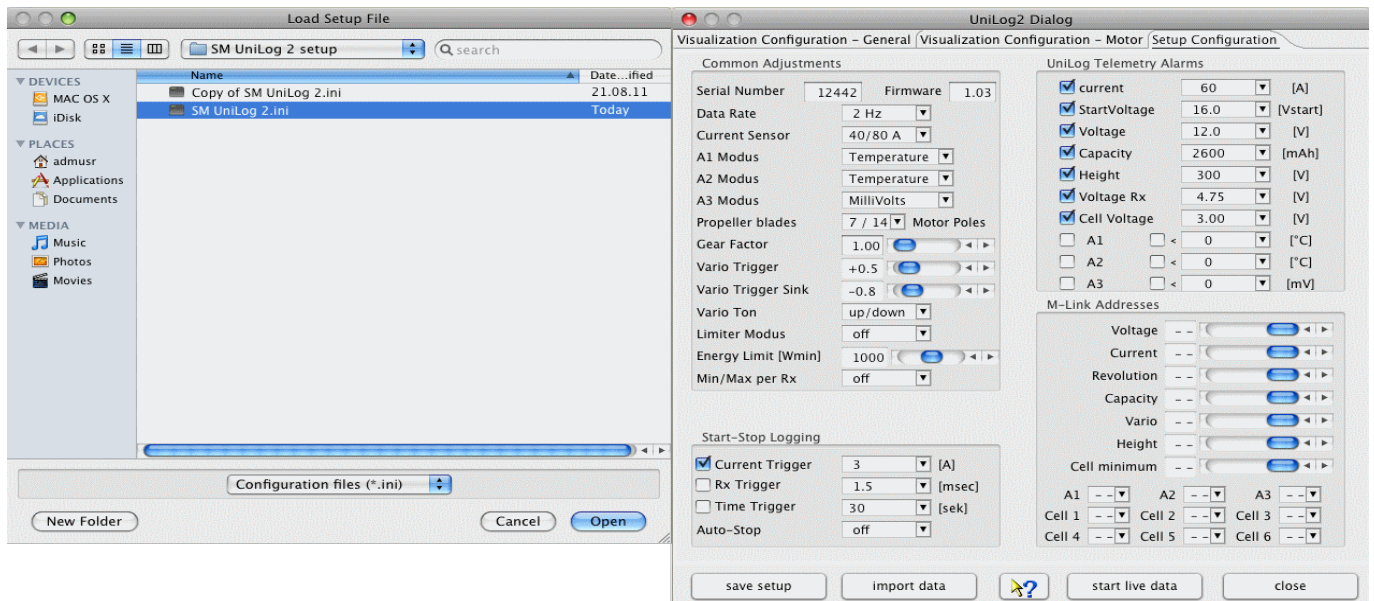 Load Setup File
SM UniLog 2 setup
search
DEVICES
MAC OS X
iDisk
PLACES
admusr
Applications
Documents
MEDIA
Music
Photos
Movies
Name Date...ified
Copy of SM UniLog 2.ini 21.08.11
SM UniLog 2.ini Today
Configuration files (*.ini)
New Folder Cancel Open
UniLog2 Dialog
Visualization Configuration - General Visualization Configuration - Motor Setup Configuration
Common Adjustments
Serial Number 12442 Firmware 1.03
Data Rate 2 Hz
Current Sensor 40/80 A
A1 Modus Temperature
A2 Modus Temperature
A3 Modus MilliVolts
Propeller blades 7 / 14 Motor Poles
Gear Factor 1.00
Vario Trigger +0.5
Vario Trigger Sink -0.8
Vario Ton up/down
Limiter Modus off
Energy Limit [Wmin] 1000
Min/Max per Rx off
Start-Stop Logging
Current Trigger 3 [A]
Rx Trigger 1.5 [msec]
Time Trigger 30 [sek]
Auto-Stop off
UniLog Telemetry Alarms
current 60 [A]
StartVoltage 16.0 [Vstart]
Voltage 12.0 [V]
Capacity 2600 [mAh]
Height 300 [V]
Voltage Rx 4.75 [V]
Cell Voltage 3.00 [V]
A1 < 0 [°C]
A2 < 0 [°C]
A3 < 0 [mV]
M-Link Addresses
Voltage - -
Current - -
Revolution - -
Capacity - -
Vario - -
Height - -
Cell minimum - -
A1 - - A2 - - A3 - -
Cell 1 - - Cell 2 - - Cell 3 - -
Cell 4 - - Cell 5 - - Cell 6 - -
save setup import data ? start live data close